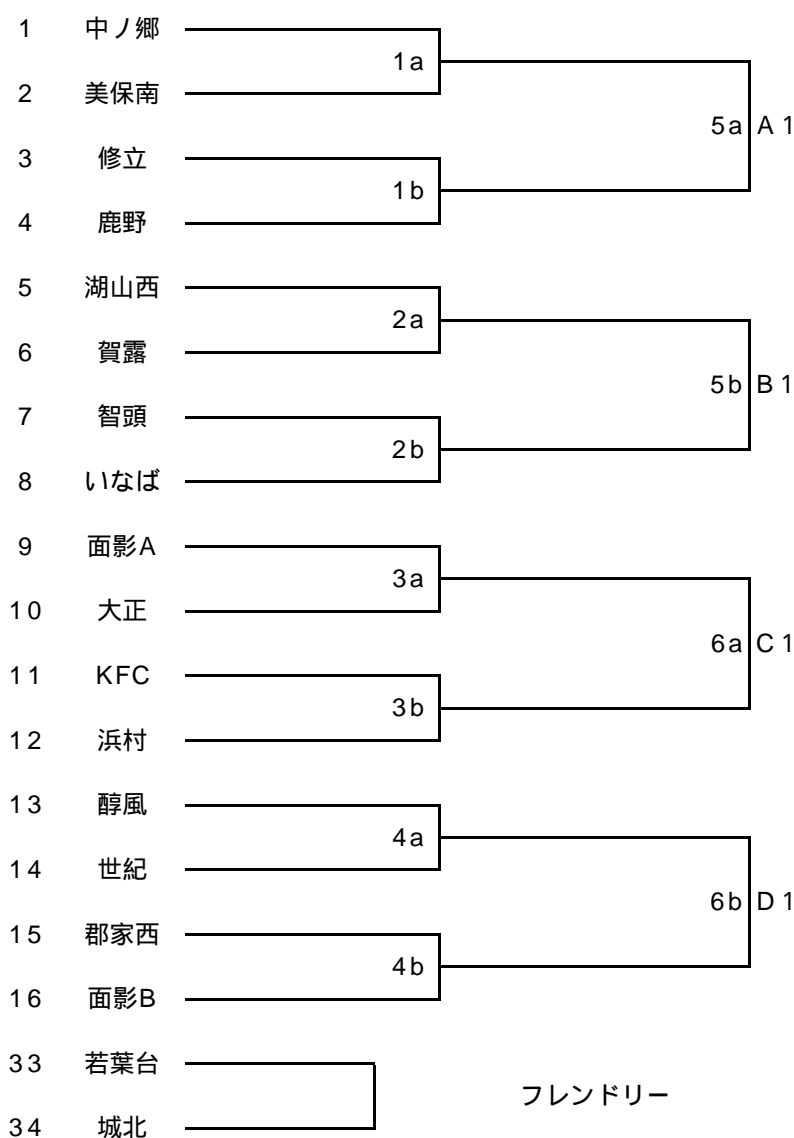 1 中ノ郷
1a
2 美保南
5a A1
3 修立
1b
4 鹿野
5 湖山西
2a
6 賀露
5b B1
7 智頭
2b
8 いなば
9 面影A
3a
10 大正
6a C1
11 KFC
3b
12 浜村
13 醇風
4a
14 世紀
6b D1
15 郡家西
4b
16 面影B
33 若葉台
フレンドリー
34 城北